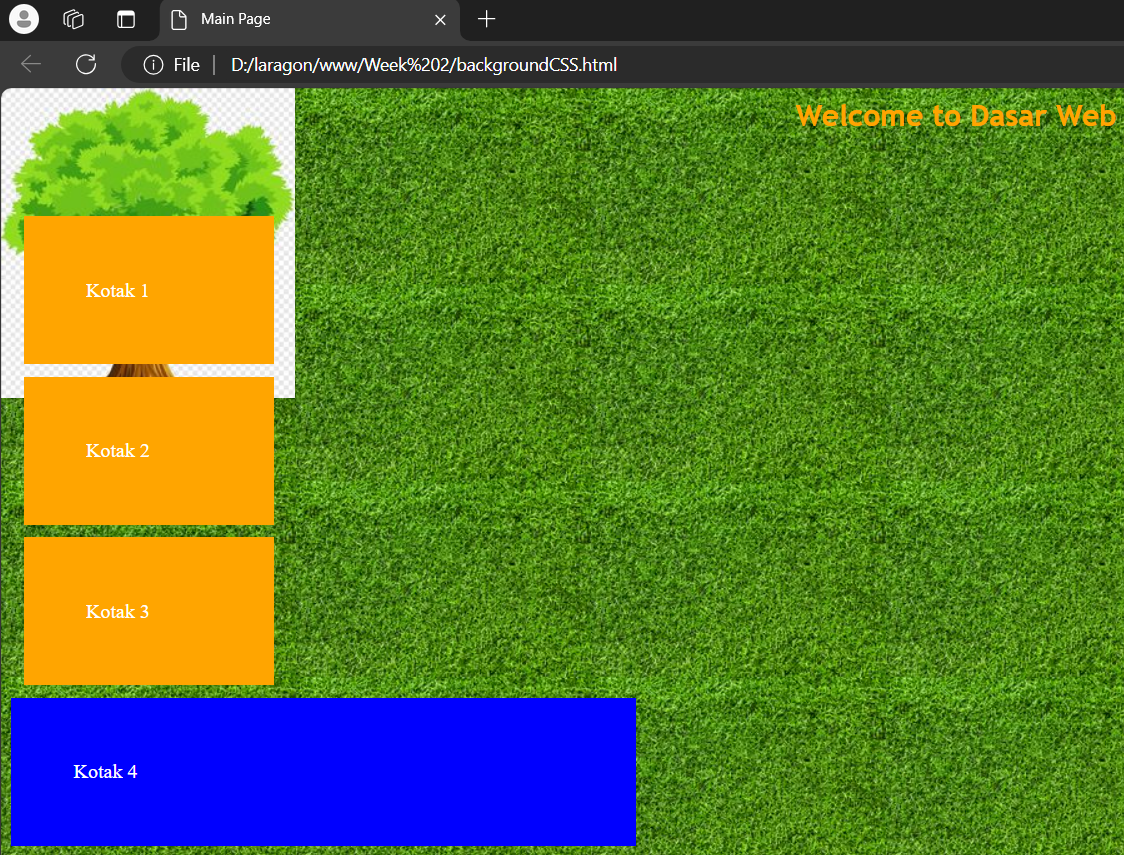 Main Page
File
D:/laragon/www/Week%202/backgroundCSS.html
Welcome to Dasar Web
Kotak 1
Kotak 2
Kotak 3
Kotak 4